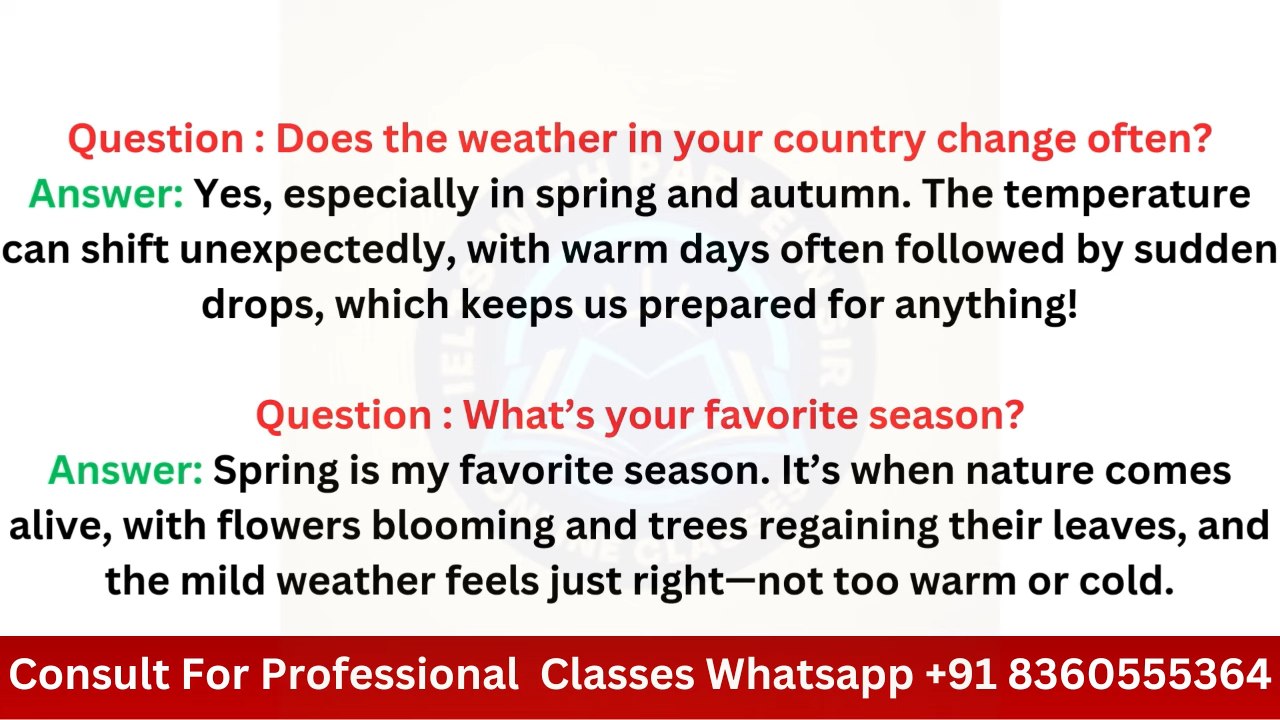 Question : Does the weather in your country change often?
Answer: Yes, especially in spring and autumn. The temperature
can shift unexpectedly, with warm days often followed by sudden
drops, which keeps us prepared for anything!
Question : What’s your favorite season?
Answer: Spring is my favorite season. It’s when nature comes
alive, with flowers blooming and trees regaining their leaves, and
the mild weather feels just right—not too warm or cold.
Consult For Professional Classes Whatsapp +91 8360555364